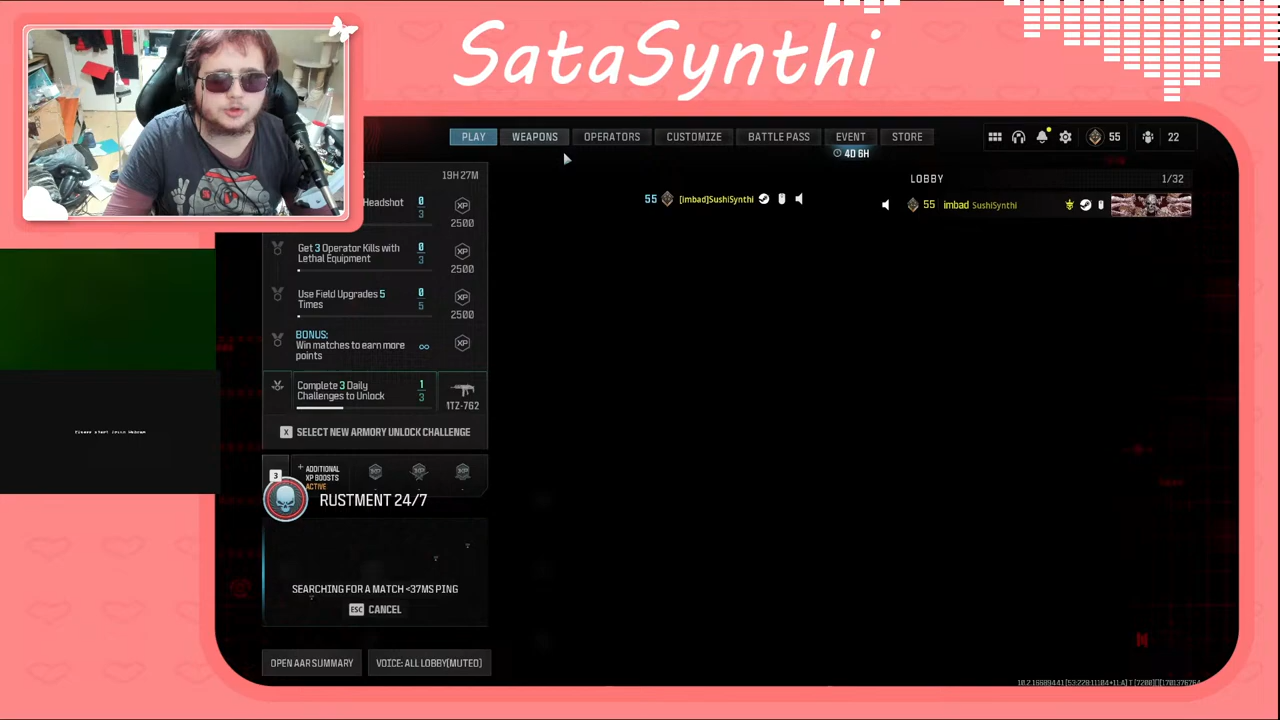 SataSynthi
PLAY
WEAPONS
OPERATORS
CUSTOMIZE
BATTLE PASS
EVENT
STORE
55
22
4D 6H
19H 27M
LOBBY
1/32
55 [imbad]SushiSynthi
55 imbad SushiSynthi
Headshot
0
3
2500
Get 3 Operator Kills with
Lethal Equipment
0
3
XP
2500
Use Field Upgrades 5
Times
0
5
XP
2500
BONUS:
Win matches to earn more
points
∞
XP
Complete 3 Daily
Challenges to Unlock
1
3
MTZ-762
X SELECT NEW ARMORY UNLOCK CHALLENGE
3
+ ADDITIONAL
XP BOOSTS
ACTIVE
RUSTMENT 24/7
SEARCHING FOR A MATCH <37MS PING
ESC CANCEL
OPEN AAR SUMMARY
VOICE: ALL LOBBY(MUTED)